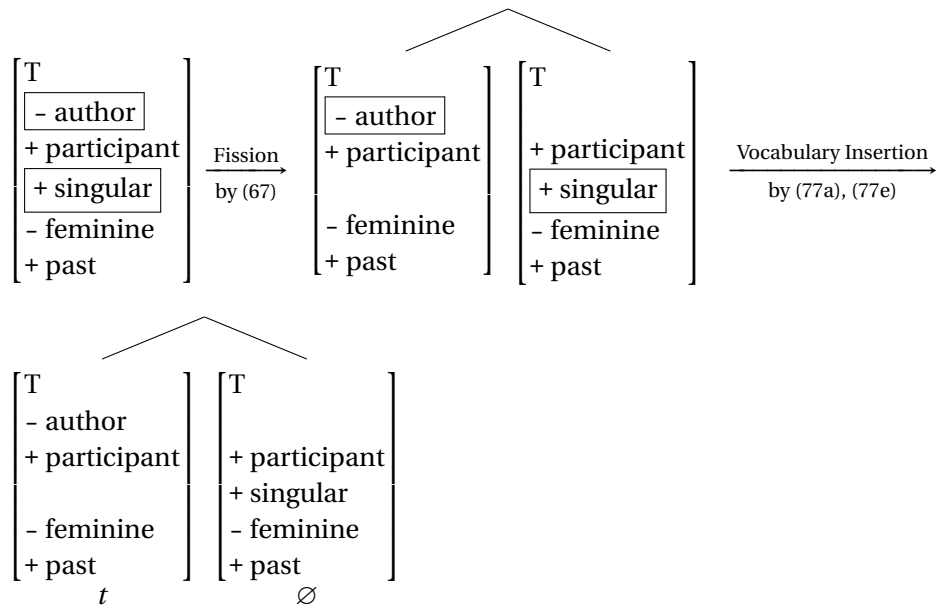 T
– author
+ participant
+ singular
– feminine
+ past
Fission
by (67)
T
– author
+ participant
– feminine
+ past
T
+ participant
+ singular
– feminine
+ past
Vocabulary Insertion
by (77a), (77e)
T
– author
+ participant
– feminine
+ past
t
T
+ participant
+ singular
– feminine
+ past
∅